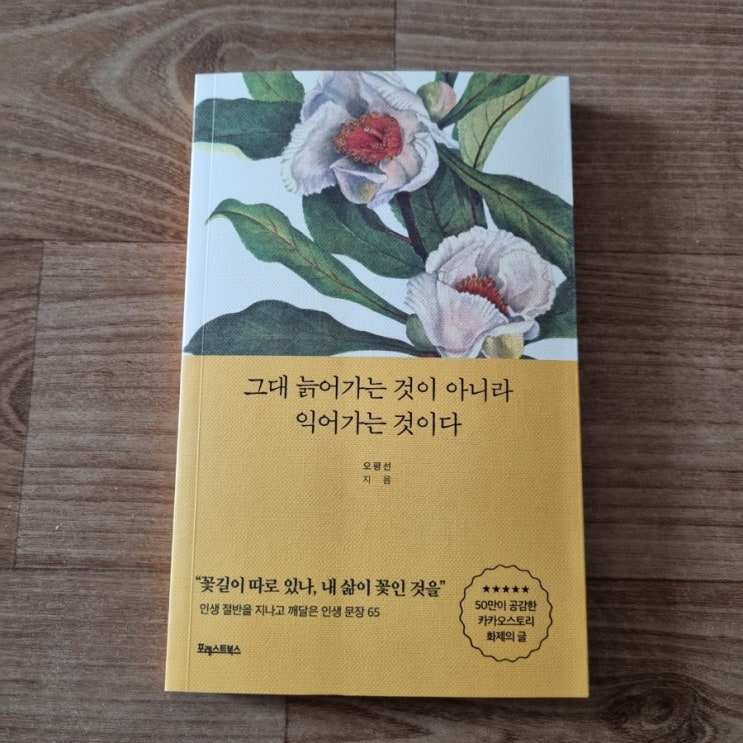 그대 늙어가는 것이 아니라
익어가는 것이다
오평선
지 음
“꽃길이 따로 있나, 내 삶이 꽃인 것을”
인생 절반을 지나고 깨달은 인생 문장 65
★★★★★
50만이 공감한
카카오스토리
화제의 글
포레스트북스